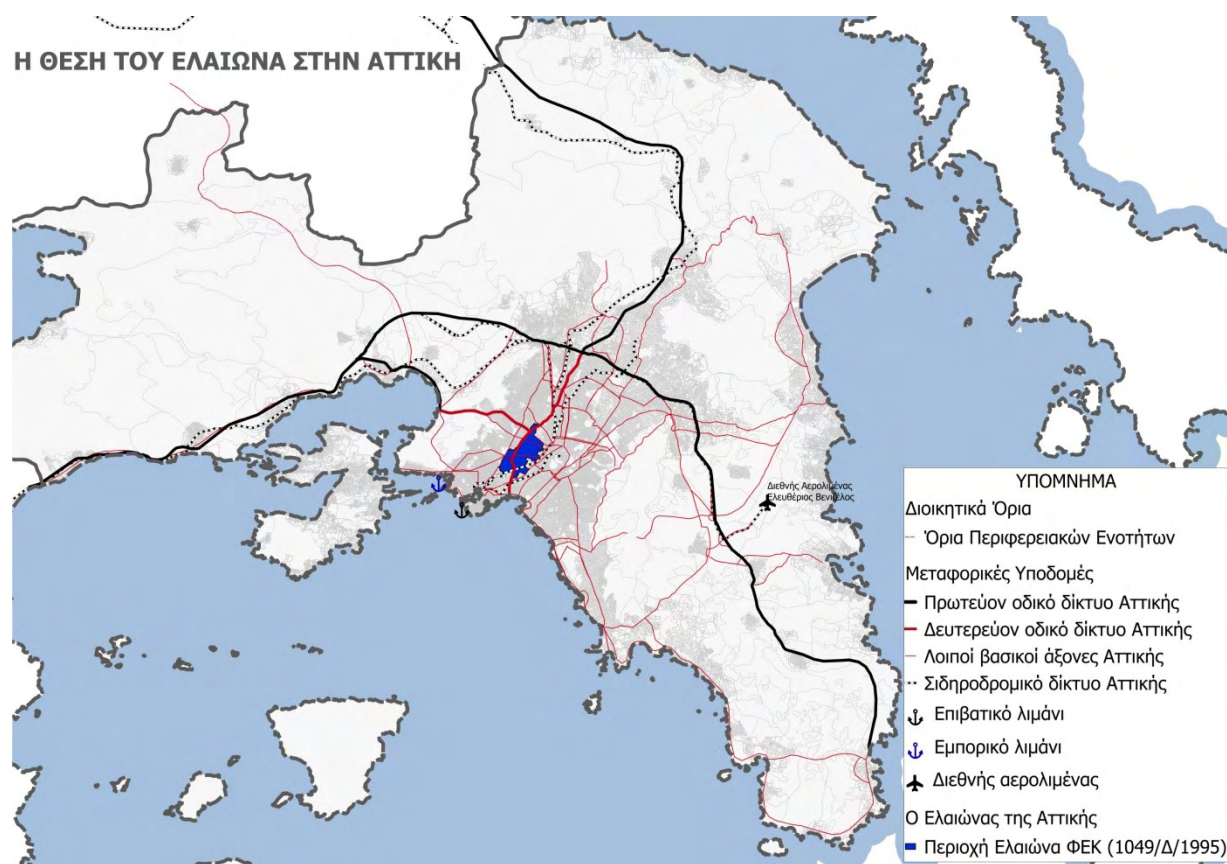 Η ΘΕΣΗ ΤΟΥ ΕΛΑΙΩΝΑ ΣΤΗΝ ΑΤΤΙΚΗ
Διεθνής Αερολιμένας
Ελευθέριος Βενιζέλος
ΥΠΟΜΝΗΜΑ
Διοικητικά Όρια
Όρια Περιφερειακών Ενοτήτων
Μεταφορικές Υποδομές
Πρωτεύον οδικό δίκτυο Αττικής
Δευτερεύον οδικό δίκτυο Αττικής
Λοιποί βασικοί άξονες Αττικής
Σιδηροδρομικό δίκτυο Αττικής
Επιβατικό λιμάνι
Εμπορικό λιμάνι
Διεθνής αερολιμένας
Ο Ελαιώνας της Αττικής
Περιοχή Ελαιώνα ΦΕΚ (1049/Δ/1995)